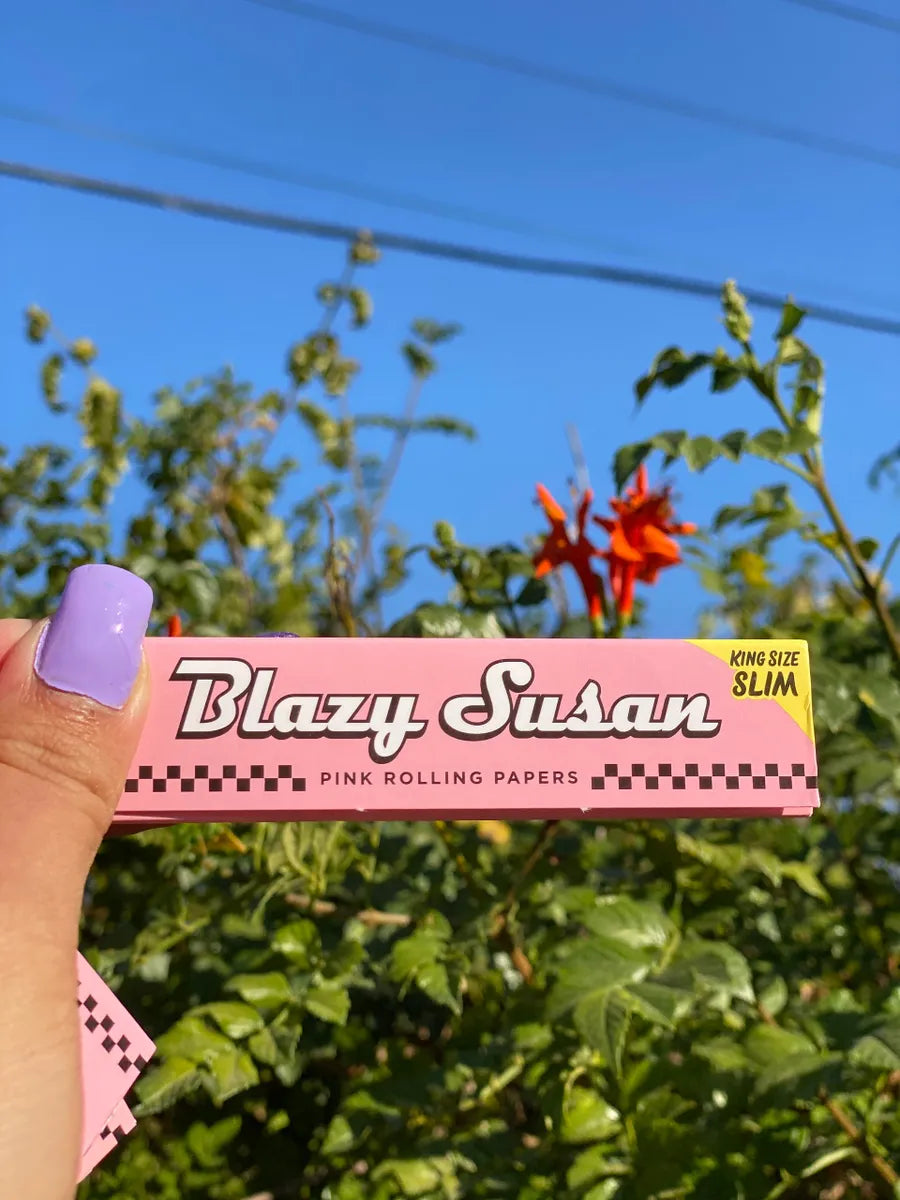 Blazy Susan
KING SIZE
SLIM
PINK ROLLING PAPERS